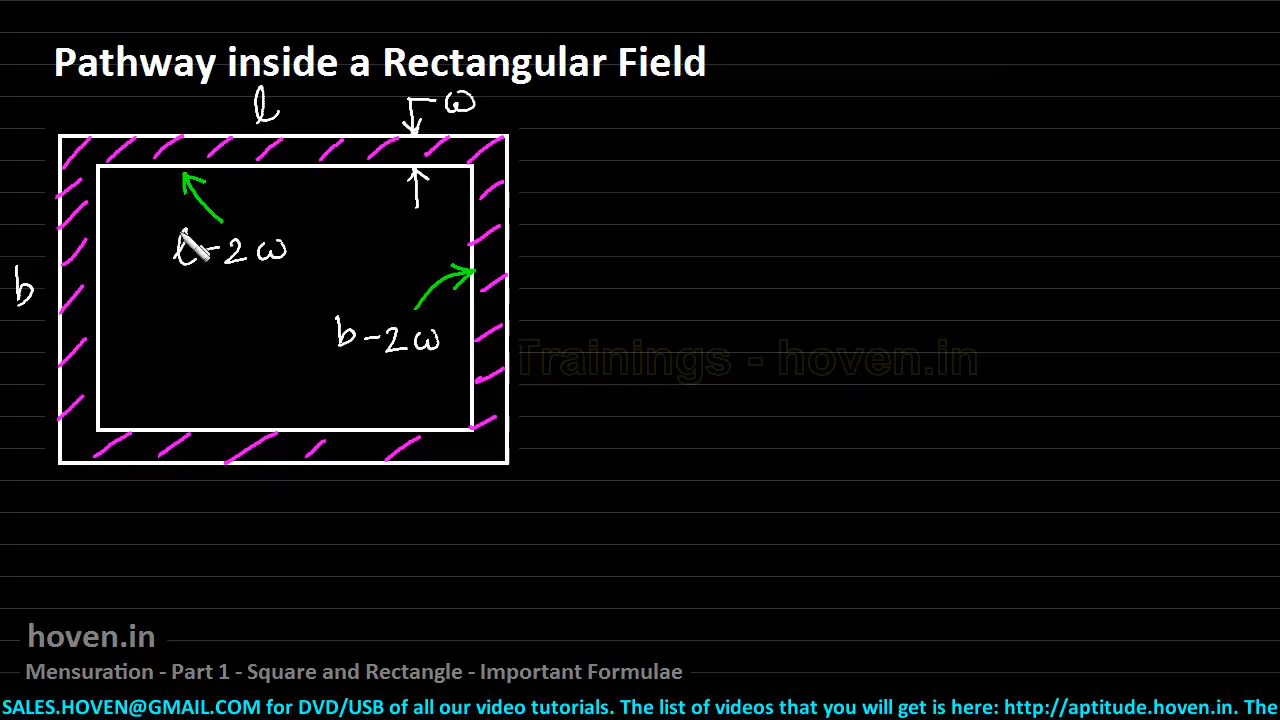 Pathway inside a Rectangular Field
l
ω
l-2ω
b
b-2ω
Trainings - hoven.in
hoven.in
Mensuration - Part 1 - Square and Rectangle - Important Formulae
SALES.HOVEN@GMAIL.COM for DVD/USB of all our video tutorials. The list of videos that you will get is here: http://aptitude.hoven.in. The